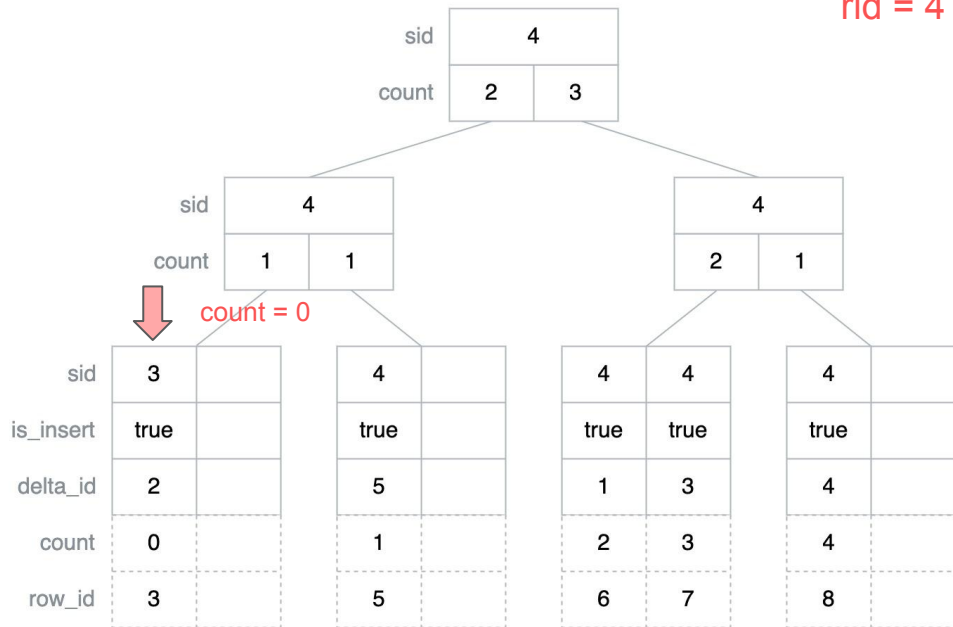 rid = 4
sid 4
count 2 3
sid 4 4
count 1 1 2 1
count = 0
sid 3 4 4 4 4
is_insert true true true true true
delta_id 2 5 1 3 4
count 0 1 2 3 4
row_id 3 5 6 7 8